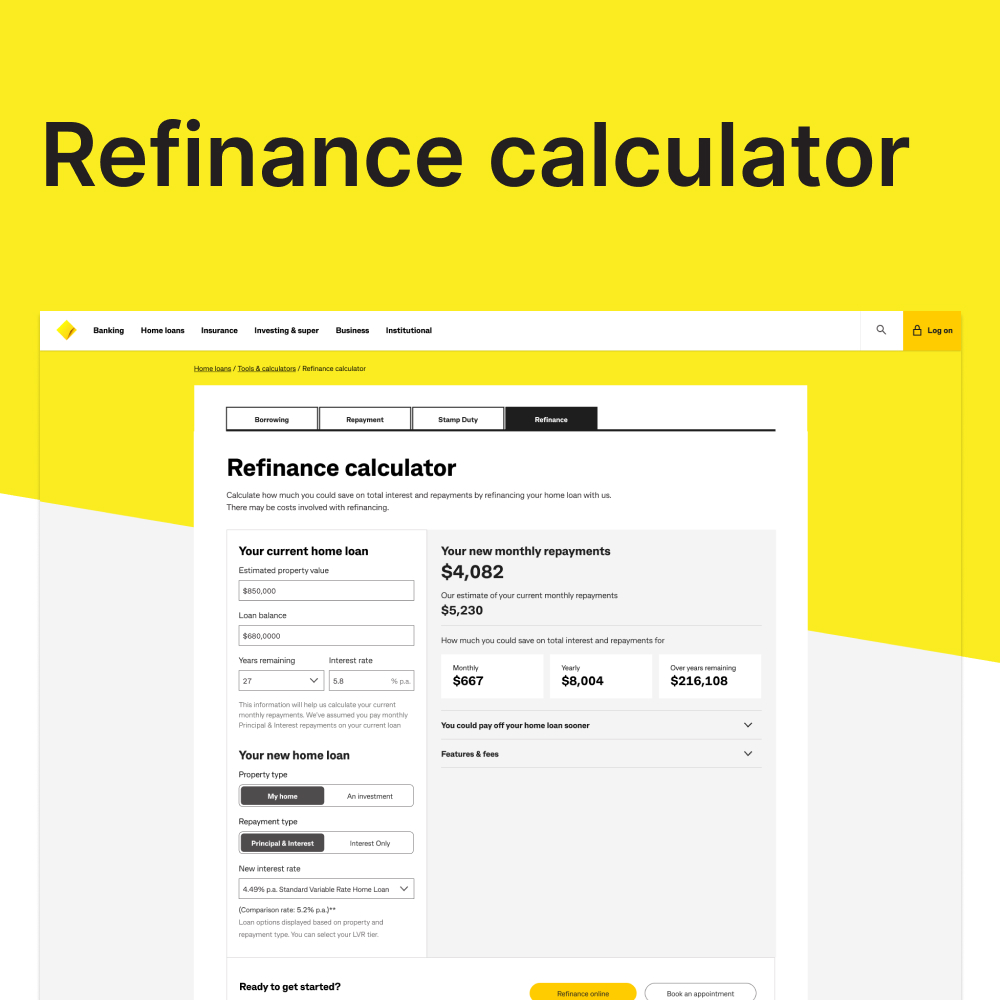 Refinance calculator
Banking Home loans Insurance Investing & super Business Institutional Log on
Home loans / Tools & calculators / Refinance calculator
Borrowing Repayment Stamp Duty Refinance
Refinance calculator
Calculate how much you could save on total interest and repayments by refinancing your home loan with us.
There may be costs involved with refinancing.
Your current home loan
Estimated property value
$850,000
Loan balance
$680,0000
Years remaining Interest rate
27 5.8 % p.a.
This information will help us calculate your current
monthly repayments. We've assumed you pay monthly
Principal & Interest repayments on your current loan
Your new home loan
Property type
My home An investment
Repayment type
Principal & Interest Interest Only
New interest rate
4.49% p.a. Standard Variable Rate Home Loan
(Comparison rate: 5.2% p.a.)**
Loan options displayed based on property and
repayment type. You can select your LVR tier.
Your new monthly repayments
$4,082
Our estimate of your current monthly repayments
$5,230
How much you could save on total interest and repayments for
Monthly Yearly Over years remaining
$667 $8,004 $216,108
You could pay off your home loan sooner
Features & fees
Ready to get started?
Refinance online Book an appointment